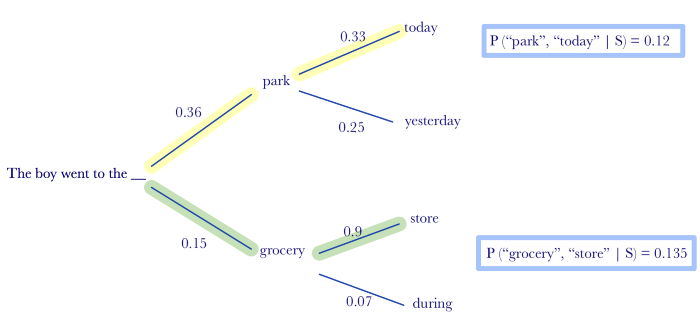 today
0.33
P (“park”, “today” | S) = 0.12
park
0.36
0.25
yesterday
The boy went to the __
store
0.9
0.15
grocery
P (“grocery”, “store” | S) = 0.135
0.07
during